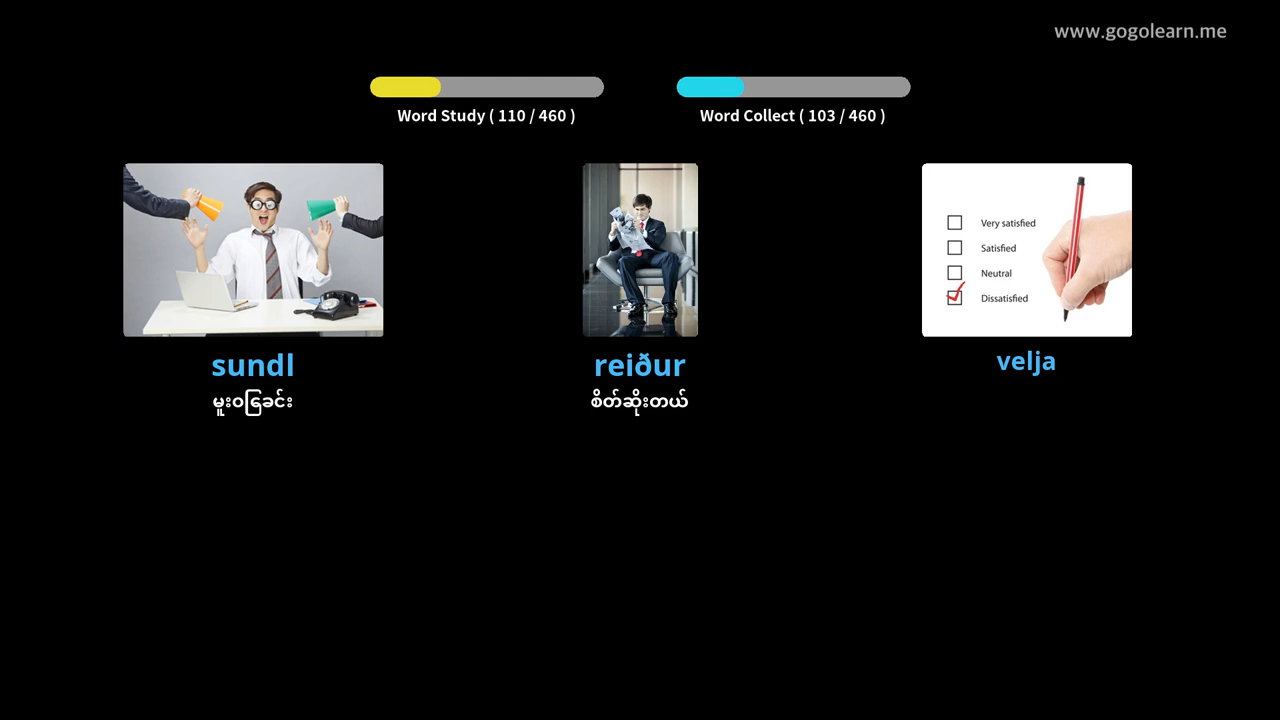 www.gogolearn.me
Word Study ( 110 / 460 )
Word Collect ( 103 / 460 )
Very satisfied
Satisfied
Neutral
Dissatisfied
sundl
reiður
velja
မူးဝေခြင်း
စိတ်ဆိုးတယ်